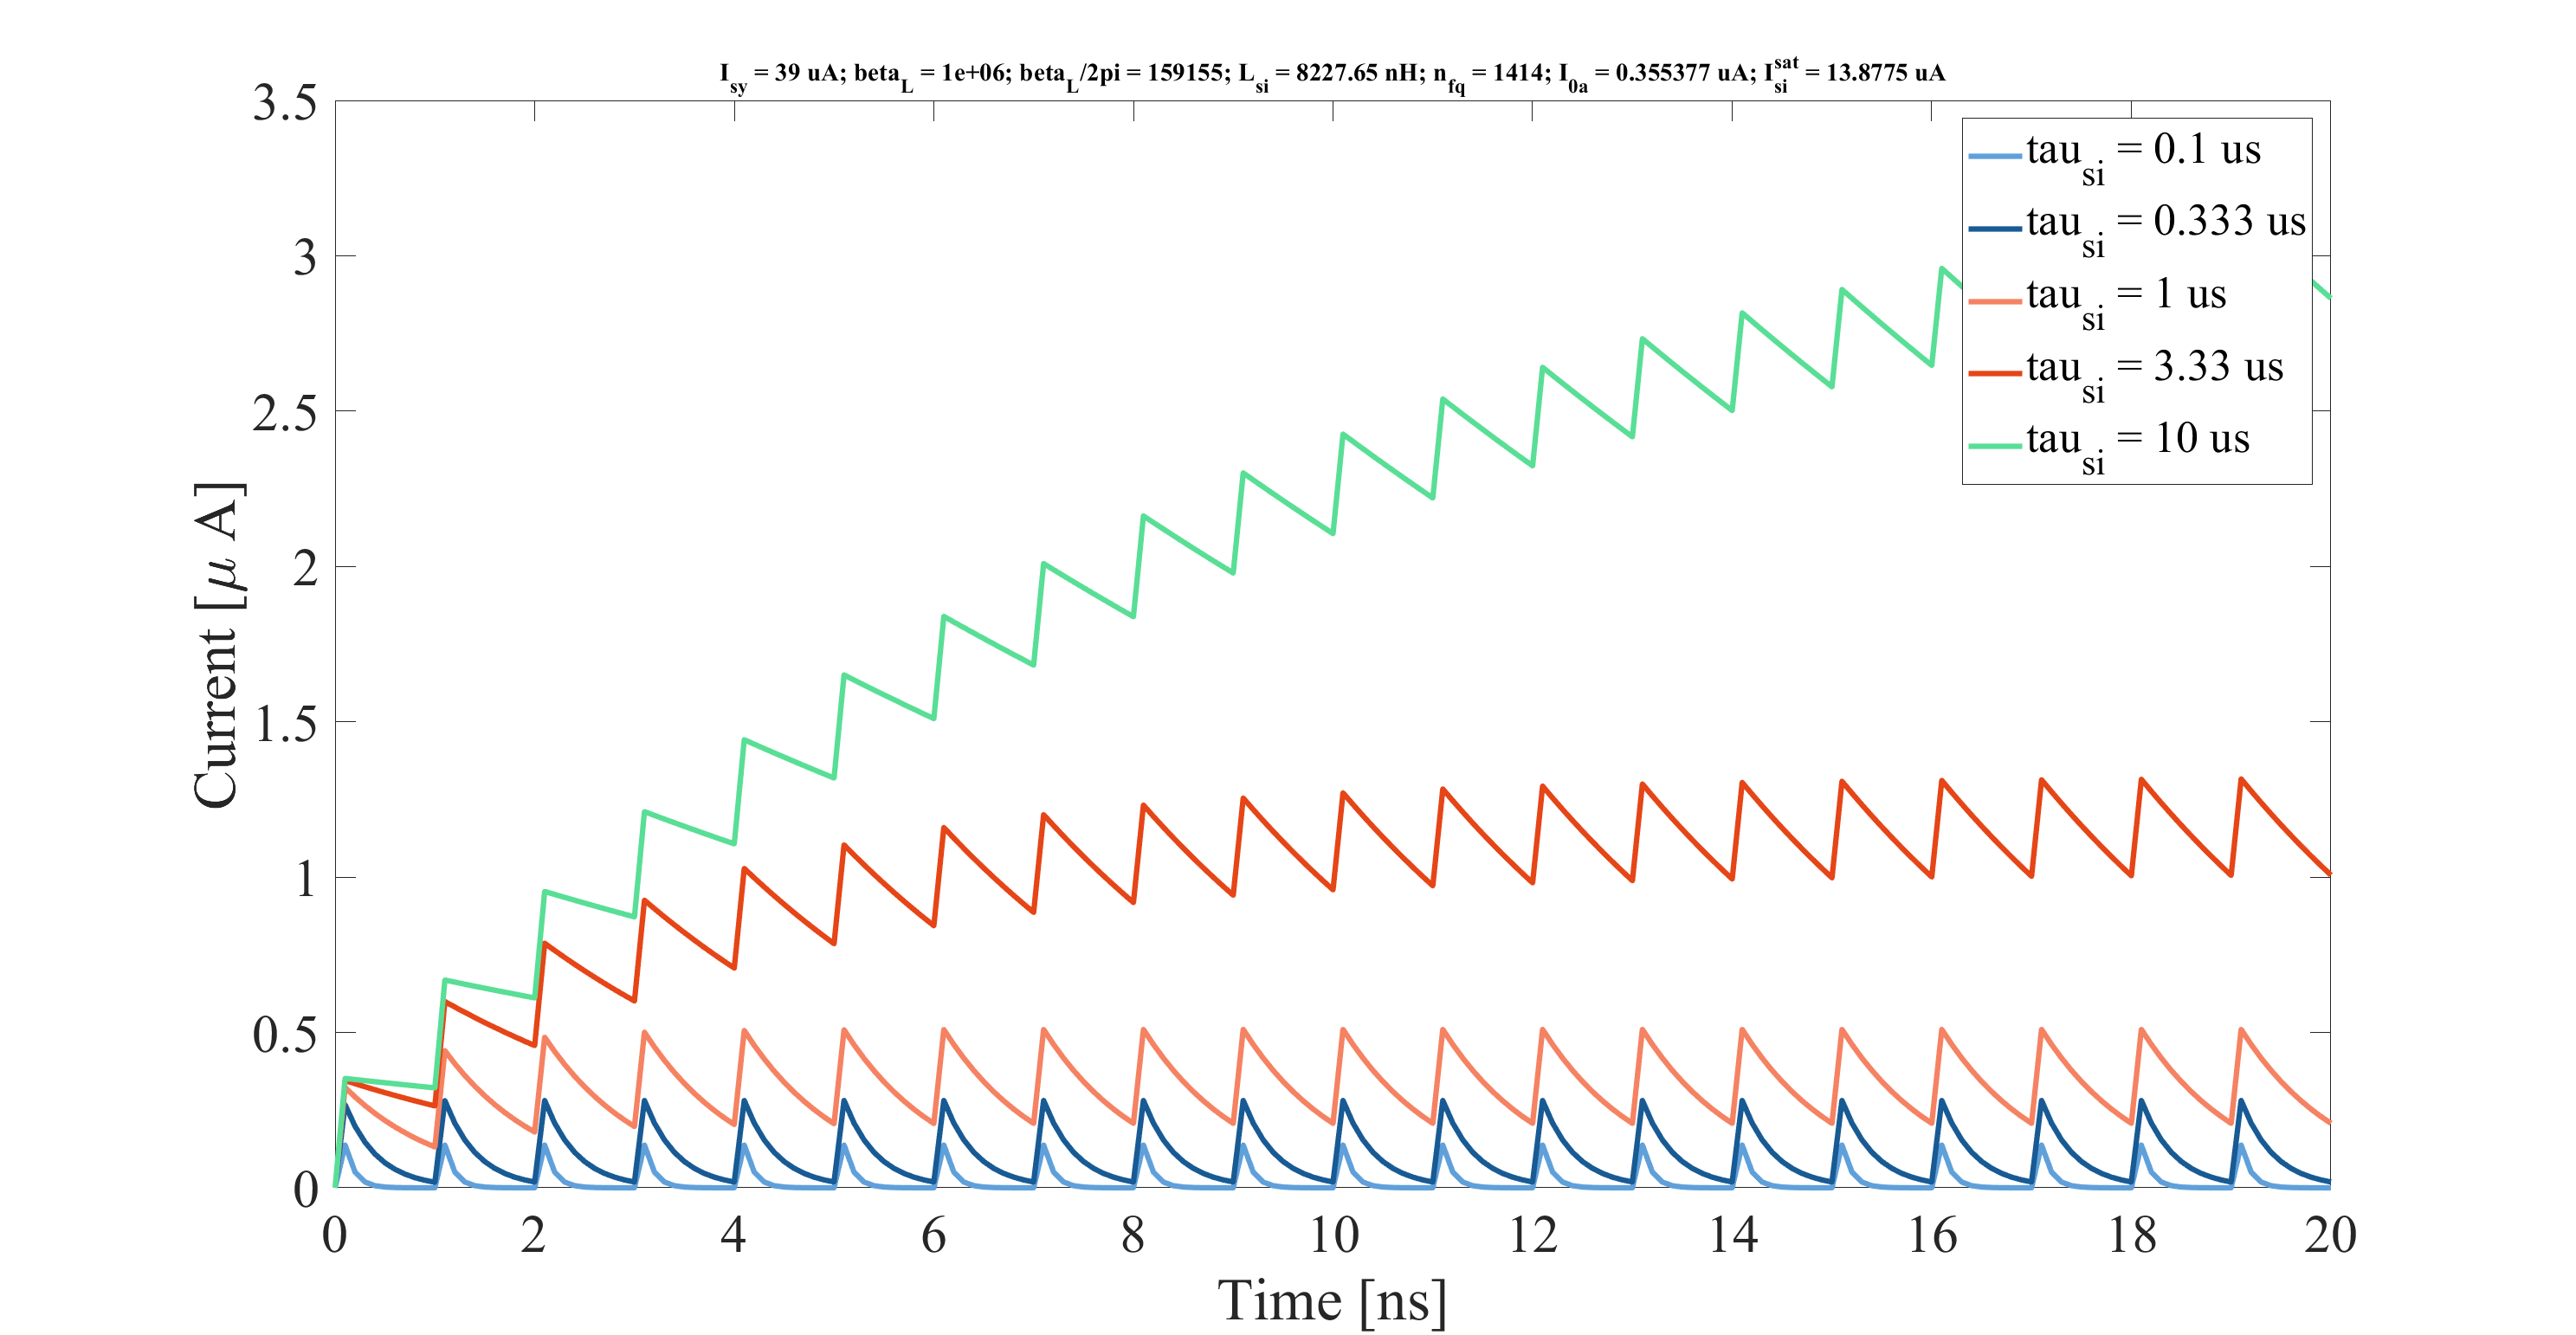 I_sy = 39 uA; beta_L = 1e+06; beta_L/2pi = 159155; L_si = 8227.65 nH; n_fq = 1414; I_0a = 0.355377 uA; I_si^sat = 13.8775 uA
3.5
3
2.5
2
1.5
1
0.5
0
Current [μ A]
tau_si = 0.1 us
tau_si = 0.333 us
tau_si = 1 us
tau_si = 3.33 us
tau_si = 10 us
0 2 4 6 8 10 12 14 16 18 20
Time [ns]